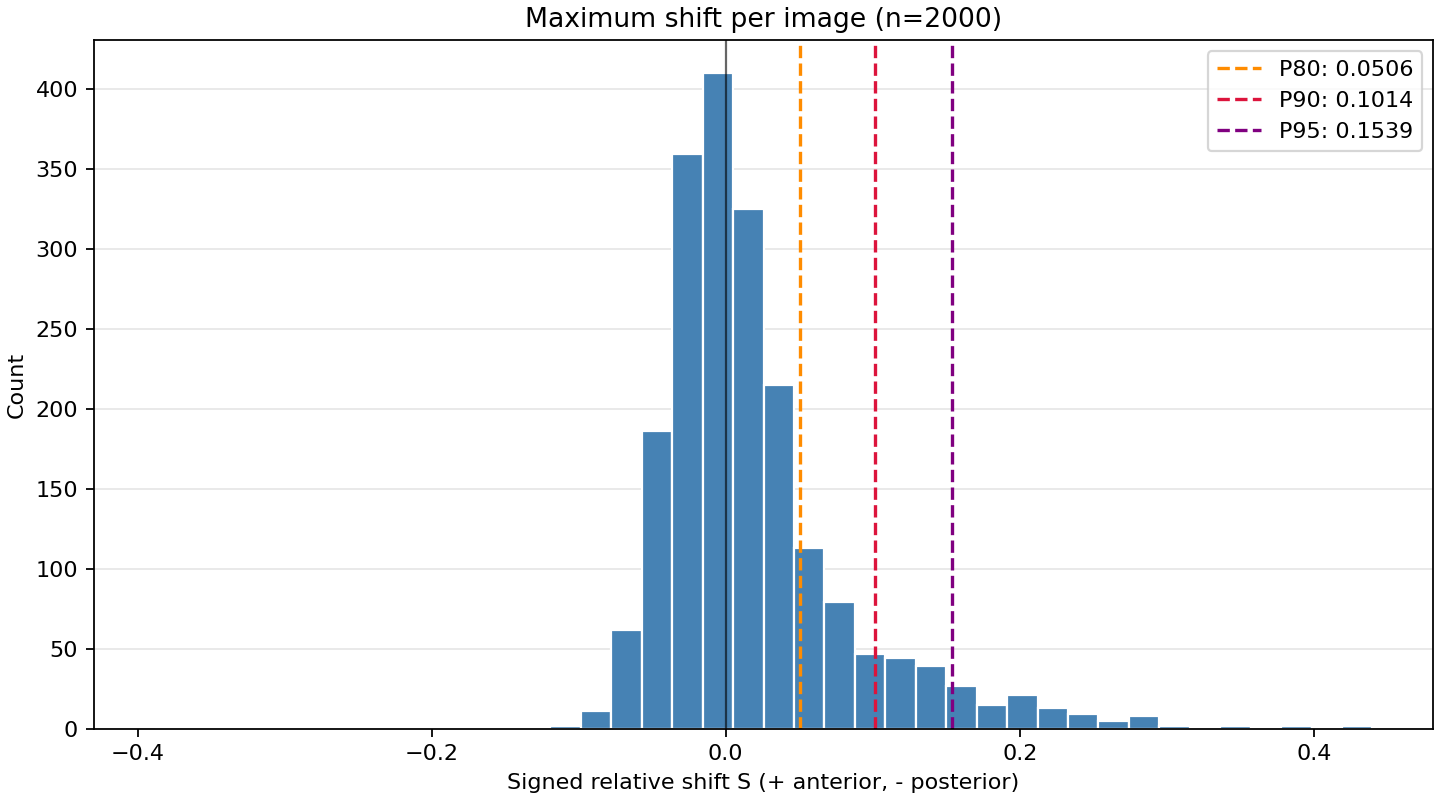 Maximum shift per image (n=2000)
P80: 0.0506
P90: 0.1014
P95: 0.1539
Count
400
350
300
250
200
150
100
50
0
−0.4 −0.2 0.0 0.2 0.4
Signed relative shift S (+ anterior, - posterior)